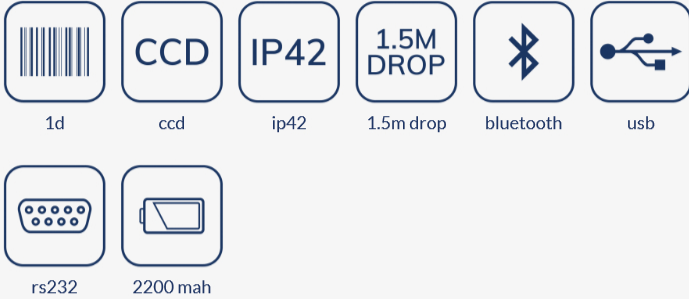 CCD
IP42
1.5M
DROP
1d
ccd
ip42
1.5m drop
bluetooth
usb
rs232
2200 mah